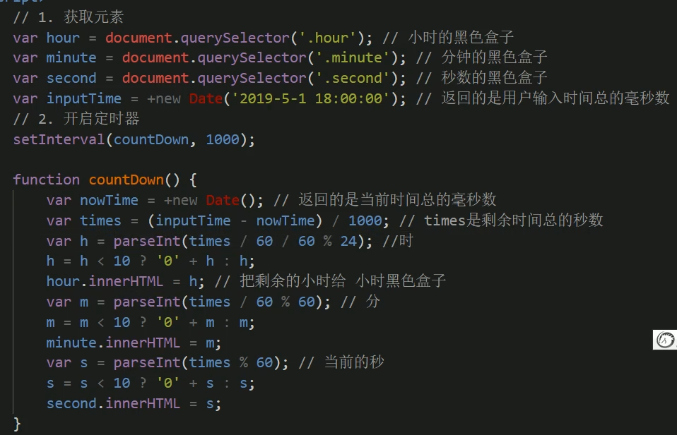 // 1. 获取元素
var hour = document.querySelector('.hour'); // 小时的黑色盒子
var minute = document.querySelector('.minute'); // 分钟的黑色盒子
var second = document.querySelector('.second'); // 秒数的黑色盒子
var inputTime = +new Date('2019-5-1 18:00:00'); // 返回的是用户输入时间总的毫秒数
// 2. 开启定时器
setInterval(countDown, 1000);
function countDown() {
var nowTime = +new Date(); // 返回的是当前时间总的毫秒数
var times = (inputTime - nowTime) / 1000; // times是剩余时间总的秒数
var h = parseInt(times / 60 / 60 % 24); //时
h = h < 10 ? '0' + h : h;
hour.innerHTML = h; // 把剩余的小时给 小时黑色盒子
var m = parseInt(times / 60 % 60); // 分
m = m < 10 ? '0' + m : m;
minute.innerHTML = m;
var s = parseInt(times % 60); // 当前的秒
s = s < 10 ? '0' + s : s;
second.innerHTML = s;
}